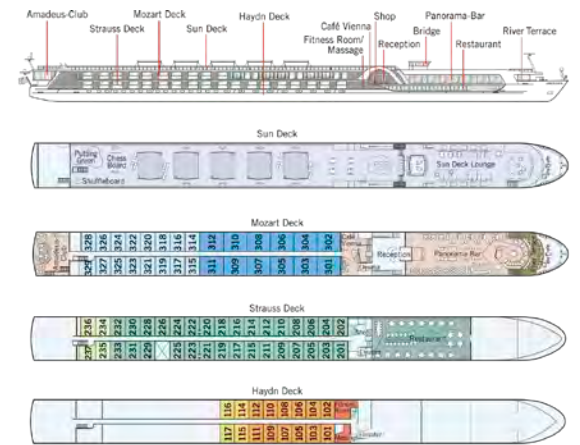 Amadeus-Club
Strauss Deck
Mozart Deck
Sun Deck
Haydn Deck
Café Vienna
Fitness Room/
Massage
Shop
Reception
Panorama-Bar
Bridge
Restaurant
River Terrace
Sun Deck
Putting
Green
Chess
Board
Shuffleboard
Sun Deck Lounge
Mozart Deck
328 326 324 322 320 318 316 314 312 310 308 306 304 302
329 327 325 323 321 319 317 315 311 309 307 305 303 301
Club
Reception
Panorama Bar
Strauss Deck
236 234 232 230 228 226 224 222 220 218 216 214 212 210 208 206 204 202
237 235 233 231 229 225 223 221 219 217 215 211 209 207 205 203 201
Restaurant
Haydn Deck
116 114 112 110 108 106 104 102
117 115 111 109 107 105 103 101